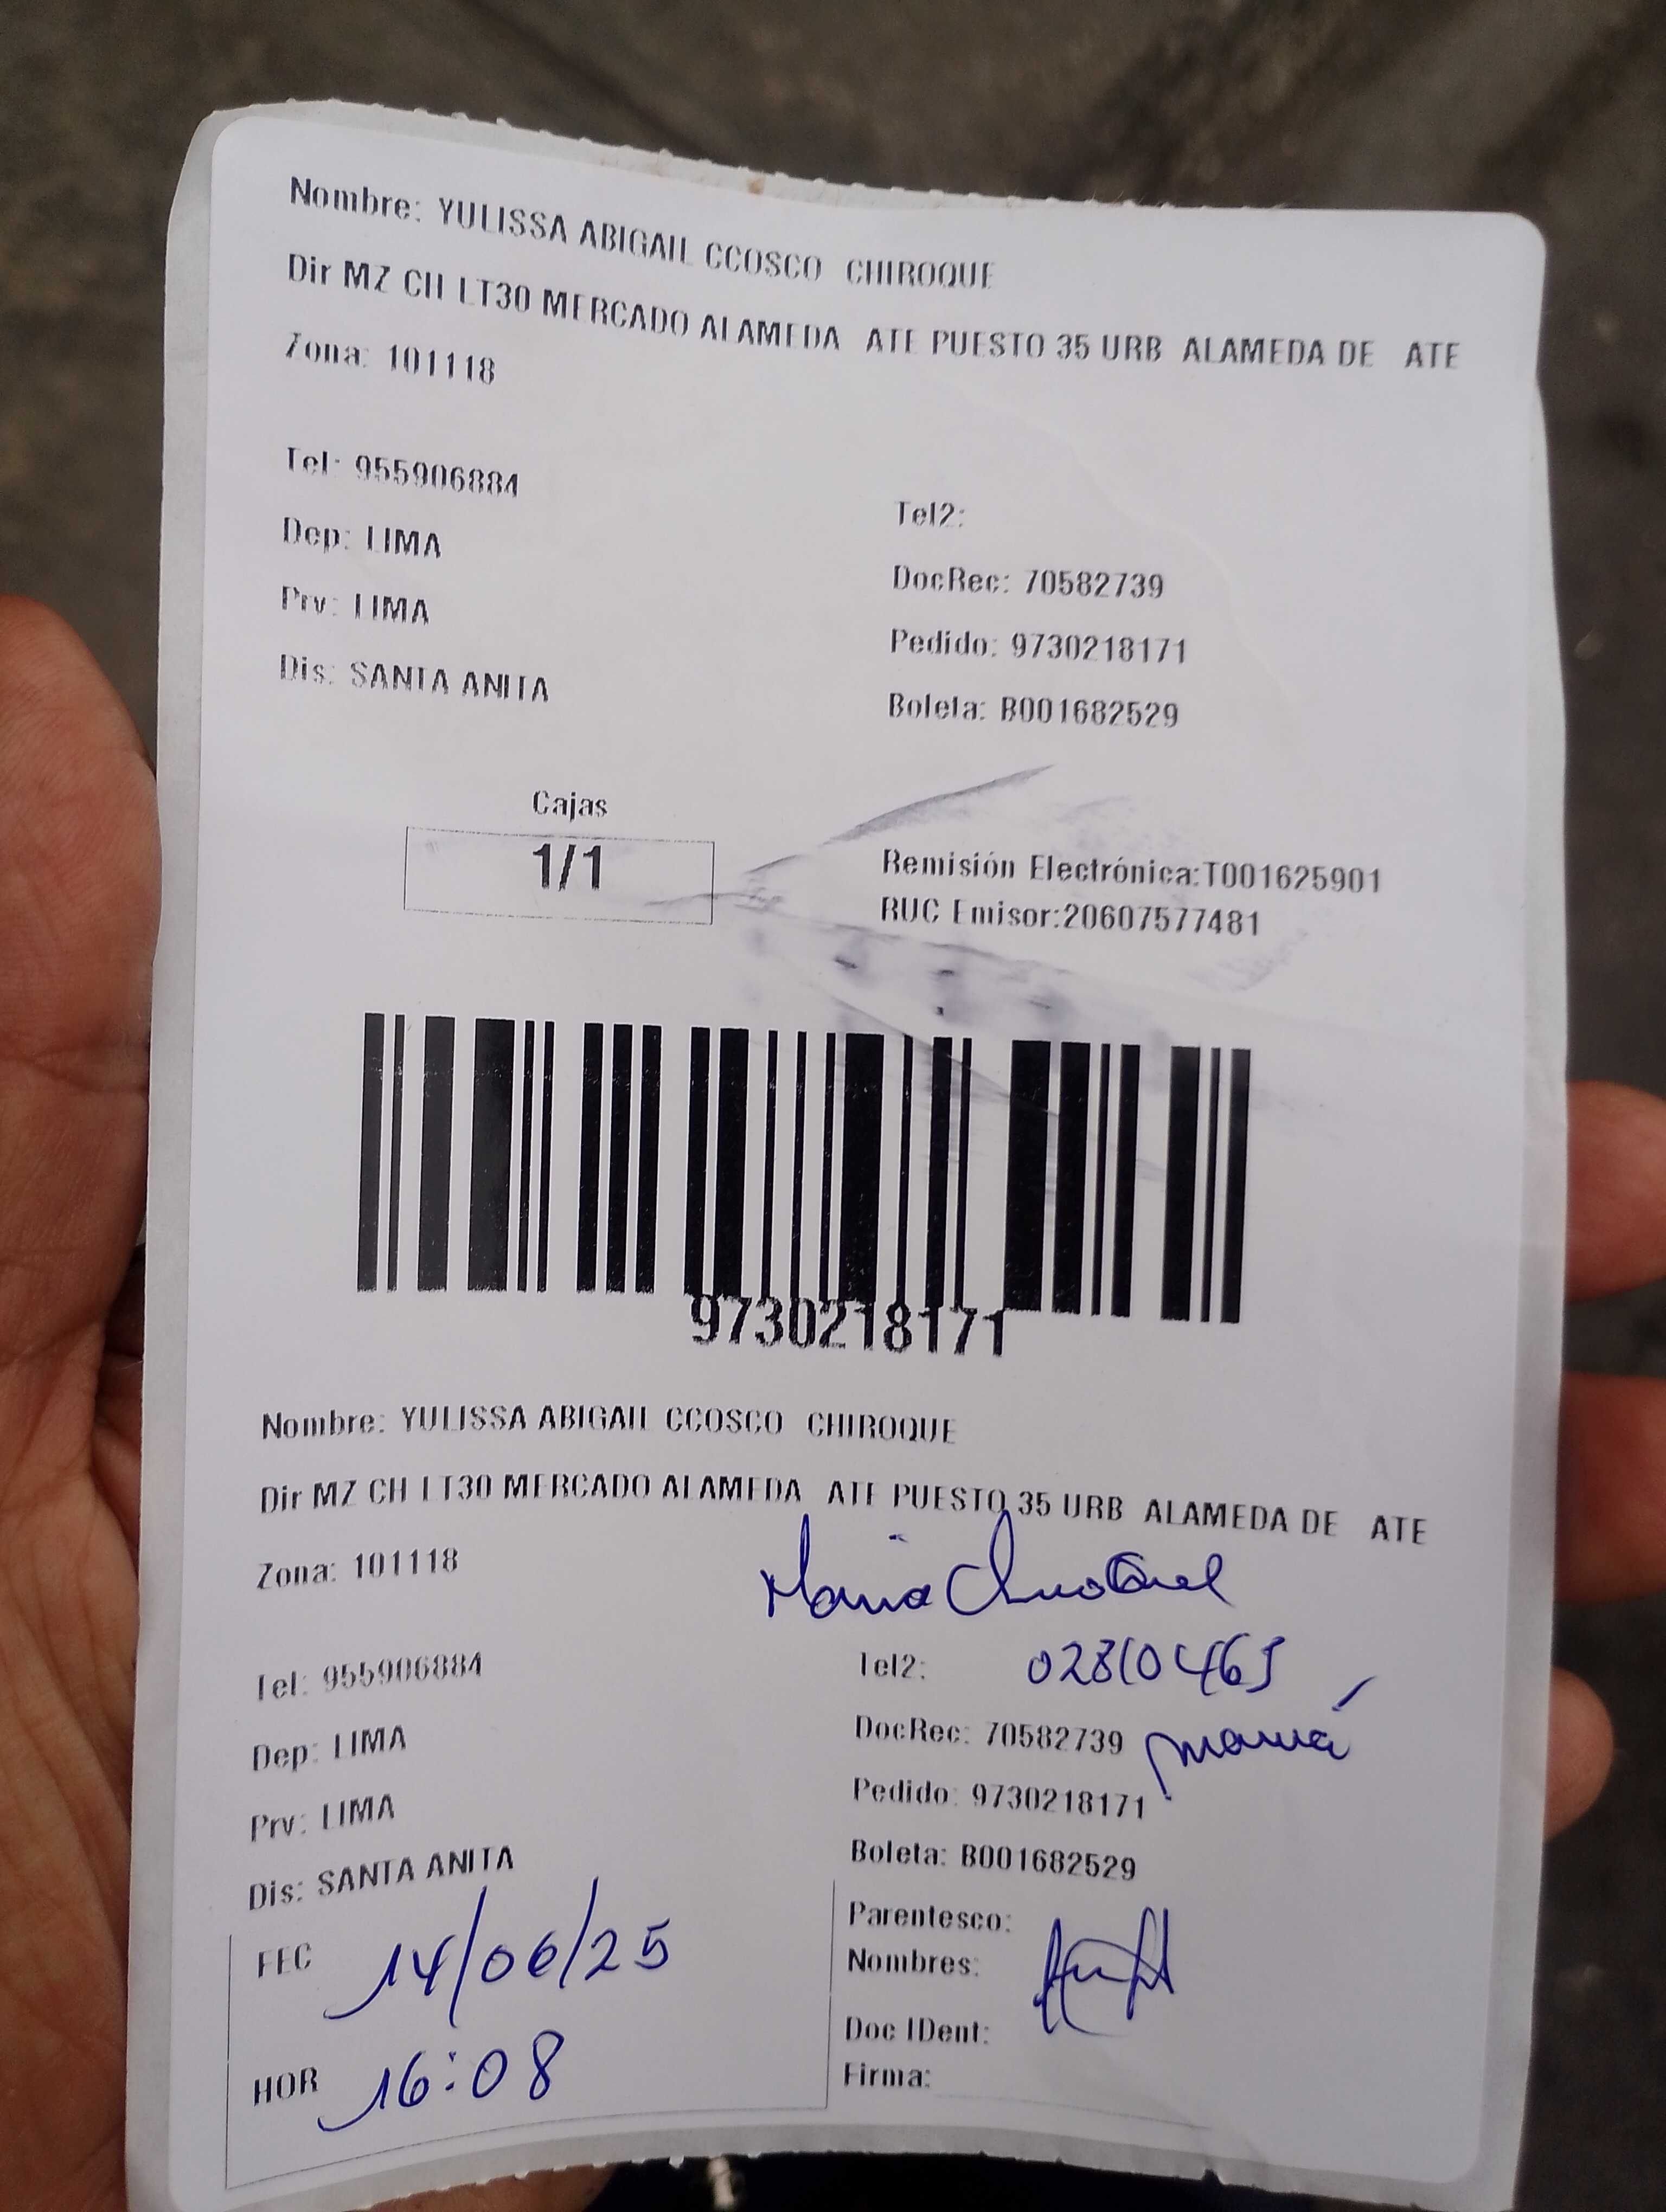 Nombre: YULISSA ABIGAIL CCOSCO CHIROQUE
Dir MZ CH LT30 MERCADO ALAMEDA ATE PUESTO 35 URB ALAMEDA DE ATE
Zona: 101118
Tel: 955906884
Tel2:
Dep: LIMA
DocRec: 70582739
Prv: LIMA
Pedido: 9730218171
Dis: SANTA ANITA
Boleta: B001682529
Cajas
1/1
Remisión Electrónica:T001625901
RUC Emisor:20607577481
9730218171
Nombre: YULISSA ABIGAIL CCOSCO CHIROQUE
Dir MZ CH LT30 MERCADO ALAMEDA ATE PUESTO 35 URB ALAMEDA DE ATE
Zona: 101118
Maria
Tel: 955906884
Tel2: 02810465
Dep: LIMA
DocRec: 70582739 mamá
Prv: LIMA
Pedido: 9730218171
Dis: SANTA ANITA
Boleta: B001682529
FEC 14/06/25
Parentesco:
Nombres:
HOR 16:08
Doc IDent:
Firma: